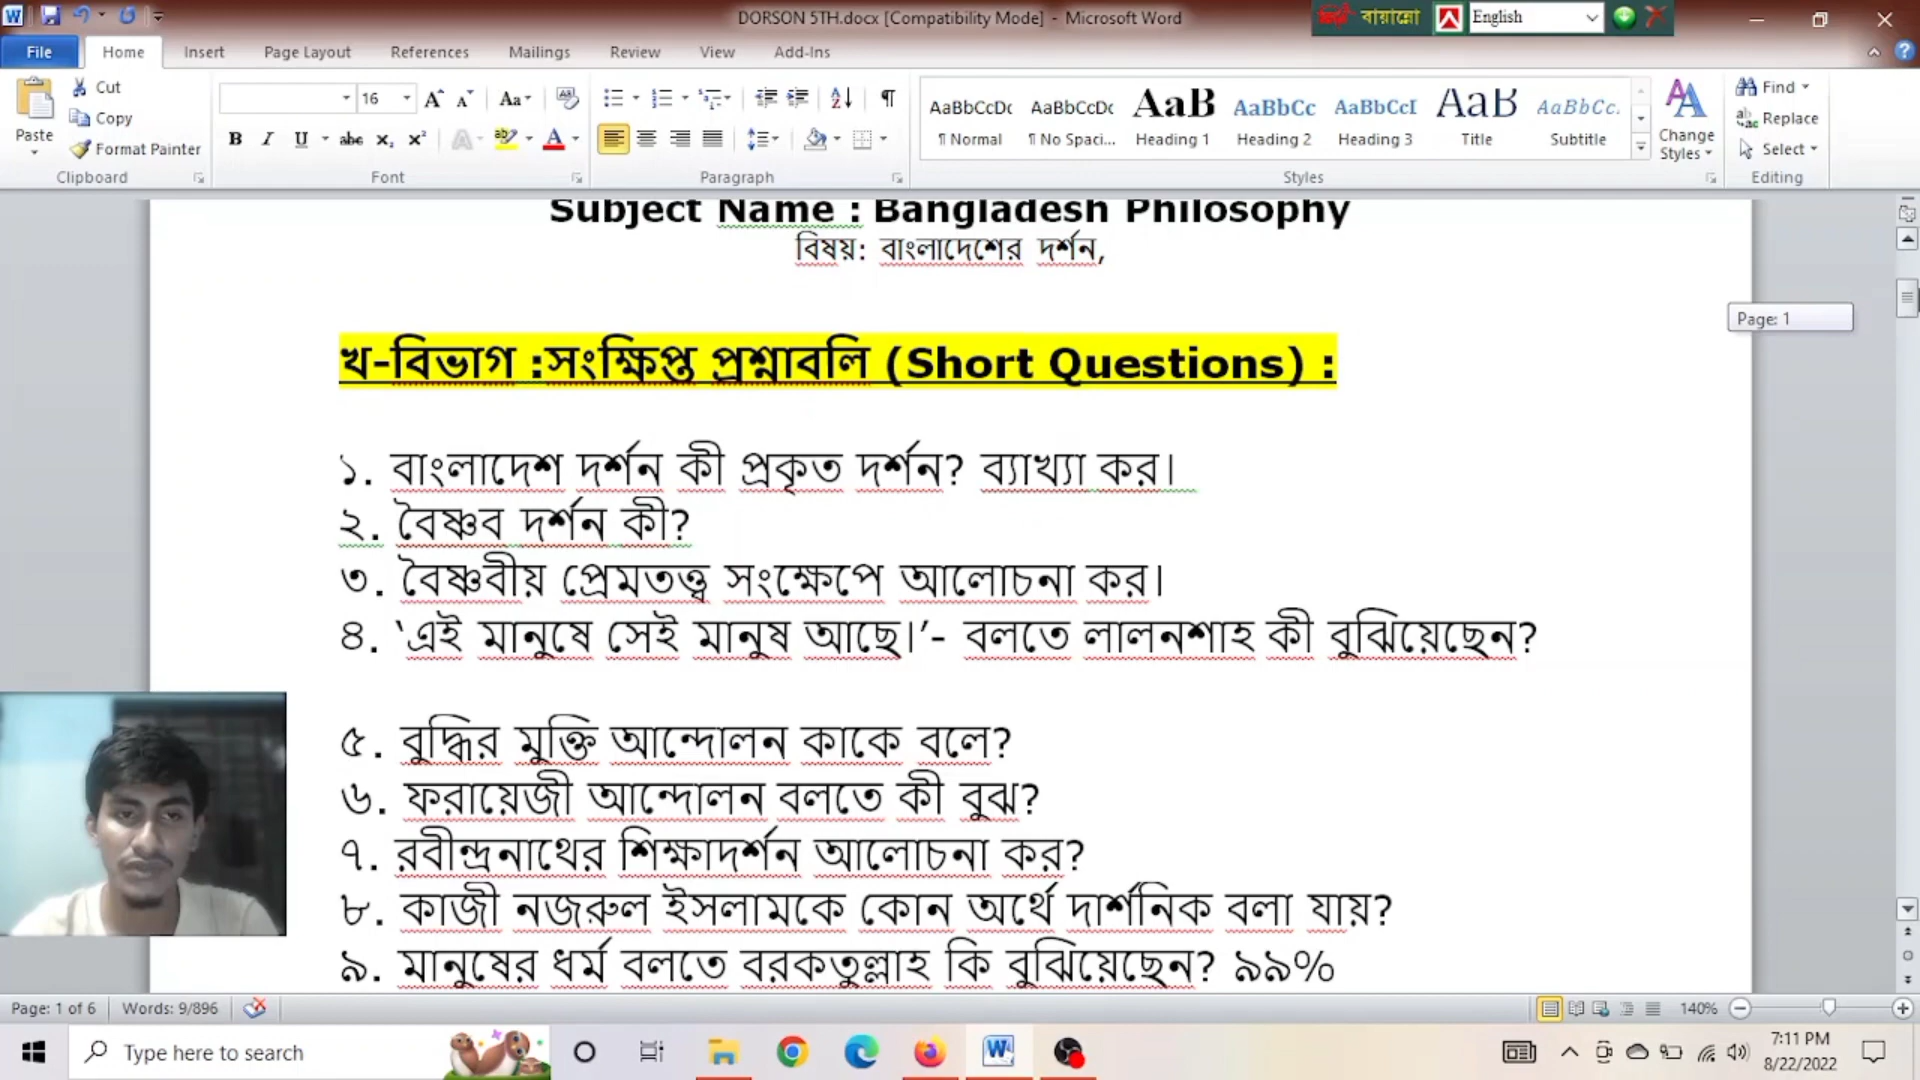 DORSON 5TH.docx [Compatibility Mode] - Microsoft Word
বায়ান্নো
English
File Home Insert Page Layout References Mailings Review View Add-Ins
Cut
Copy
Paste
Format Painter
16
AaBbCcDc AaBbCcDc AaB AaBbCc AaBbCcI AaB AaBbCc.
¶ Normal ¶ No Spaci... Heading 1 Heading 2 Heading 3 Title Subtitle
Change Styles
Find
Replace
Select
Clipboard Font Paragraph Styles Editing
Subject Name : Bangladesh Philosophy
বিষয়: বাংলাদেশের দর্শন,
Page: 1
খ-বিভাগ :সংক্ষিপ্ত প্রশ্নাবলি (Short Questions) :
১. বাংলাদেশ দর্শন কী প্রকৃত দর্শন? ব্যাখ্যা কর।
২. বৈষ্ণব দর্শন কী?
৩. বৈষ্ণবীয় প্রেমতত্ত্ব সংক্ষেপে আলোচনা কর।
৪. ‘এই মানুষে সেই মানুষ আছে।’- বলতে লালনশাহ কী বুঝিয়েছেন?
৫. বুদ্ধির মুক্তি আন্দোলন কাকে বলে?
৬. ফরায়েজী আন্দোলন বলতে কী বুঝ?
৭. রবীন্দ্রনাথের শিক্ষাদর্শন আলোচনা কর?
৮. কাজী নজরুল ইসলামকে কোন অর্থে দার্শনিক বলা যায়?
৯. মানুষের ধর্ম বলতে বরকতুল্লাহ কি বুঝিয়েছেন? ৯৯%
Page: 1 of 6 Words: 9/896
140%
Type here to search
7:11 PM
8/22/2022